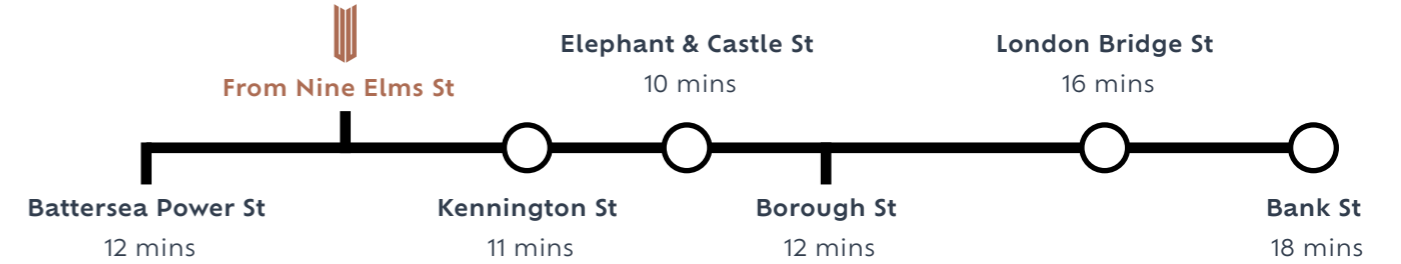 Elephant & Castle St
10 mins
London Bridge St
16 mins
From Nine Elms St
Battersea Power St
12 mins
Kennington St
11 mins
Borough St
12 mins
Bank St
18 mins